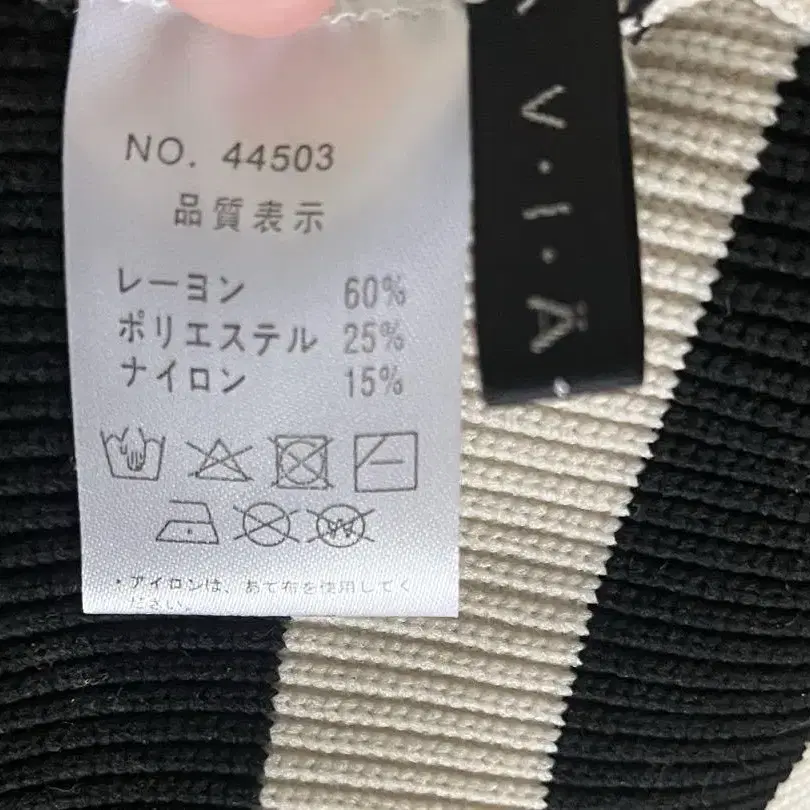 NO. 44503
品質表示
レーヨン 60%
ポリエステル 25%
ナイロン 15%
・アイロンは、あて布を使用してく
ださい。
V・I・Ä